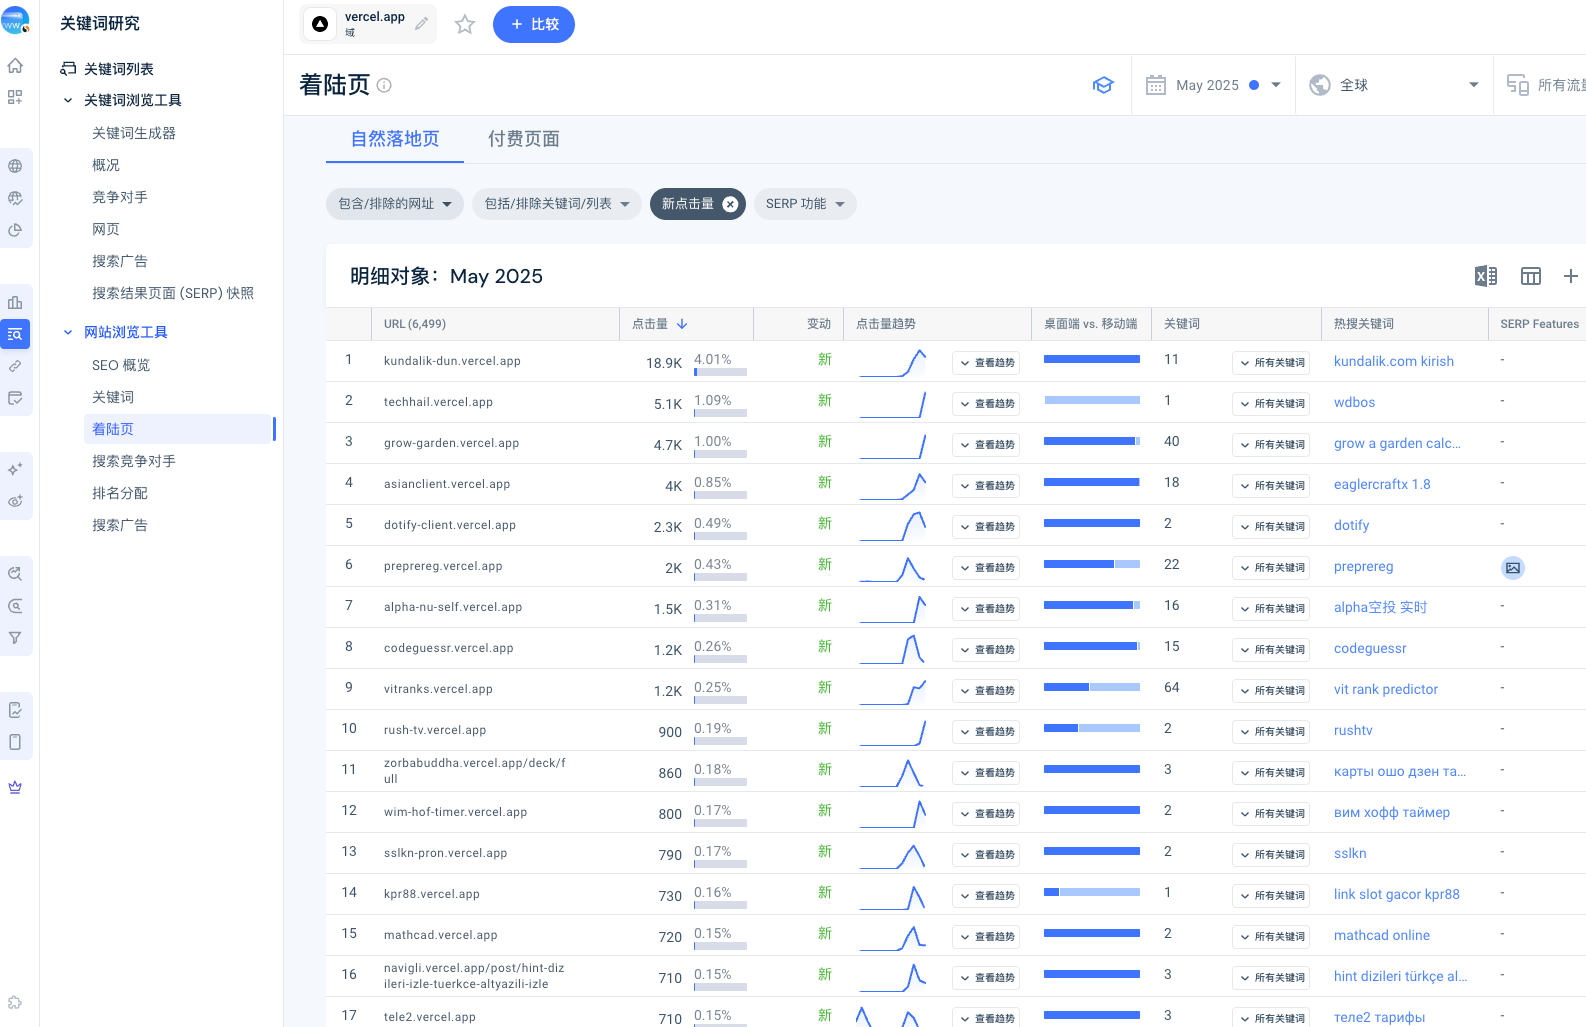 关键词研究
vercel.app
域
+ 比较
关键词列表
关键词浏览工具
关键词生成器
概况
竞争对手
网页
搜索广告
搜索结果页面 (SERP) 快照
网站浏览工具
SEO 概览
关键词
着陆页
搜索竞争对手
排名分配
搜索广告
着陆页
May 2025
全球
所有流量
自然落地页
付费页面
包含/排除的网址
包括/排除关键词/列表
新点击量
SERP 功能
明细对象： May 2025
URL (6,499) 点击量 变动 点击量趋势 桌面端 vs. 移动端 关键词 热搜关键词 SERP Features
1 kundalik-dun.vercel.app 18.9K 4.01% 新 查看趋势 11 所有关键词 kundalik.com kirish -
2 techhail.vercel.app 5.1K 1.09% 新 查看趋势 1 所有关键词 wdbos -
3 grow-garden.vercel.app 4.7K 1.00% 新 查看趋势 40 所有关键词 grow a garden calc... -
4 asianclient.vercel.app 4K 0.85% 新 查看趋势 18 所有关键词 eaglercraftx 1.8 -
5 dotify-client.vercel.app 2.3K 0.49% 新 查看趋势 2 所有关键词 dotify -
6 preprereg.vercel.app 2K 0.43% 新 查看趋势 22 所有关键词 preprereg
7 alpha-nu-self.vercel.app 1.5K 0.31% 新 查看趋势 16 所有关键词 alpha空投 实时 -
8 codeguessr.vercel.app 1.2K 0.26% 新 查看趋势 15 所有关键词 codeguessr -
9 vitranks.vercel.app 1.2K 0.25% 新 查看趋势 64 所有关键词 vit rank predictor -
10 rush-tv.vercel.app 900 0.19% 新 查看趋势 2 所有关键词 rushtv -
11 zorbabuddha.vercel.app/deck/f
ull 860 0.18% 新 查看趋势 3 所有关键词 карты ошо дзен та... -
12 wim-hof-timer.vercel.app 800 0.17% 新 查看趋势 2 所有关键词 вим хофф таймер -
13 sslkn-pron.vercel.app 790 0.17% 新 查看趋势 2 所有关键词 sslkn -
14 kpr88.vercel.app 730 0.16% 新 查看趋势 1 所有关键词 link slot gacor kpr88 -
15 mathcad.vercel.app 720 0.15% 新 查看趋势 2 所有关键词 mathcad online -
16 navigli.vercel.app/post/hint-diz
ileri-izle-tuerkce-altyazili-izle 710 0.15% 新 查看趋势 3 所有关键词 hint dizileri türkçe al... -
17 tele2.vercel.app 710 0.15% 新 查看趋势 3 所有关键词 теле2 тарифы -